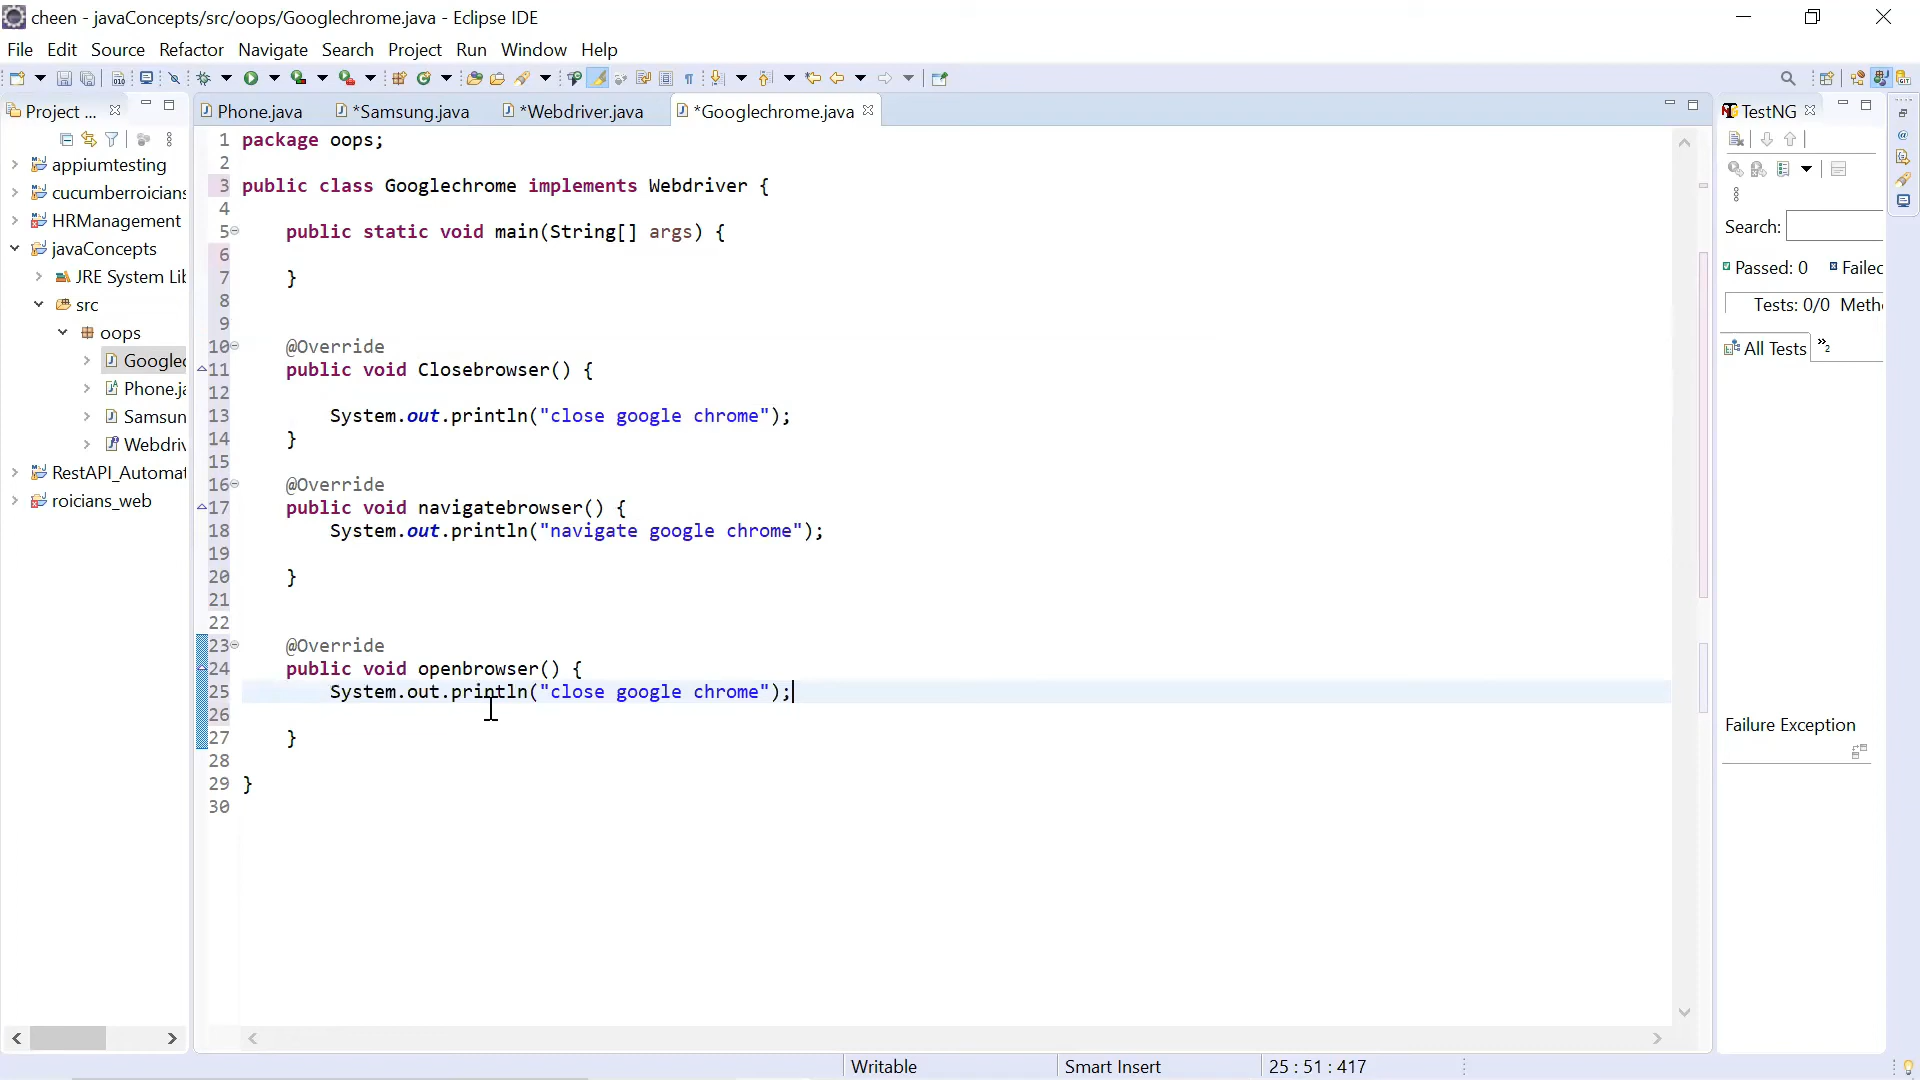 cheen - javaConcepts/src/oops/Googlechrome.java - Eclipse IDE
File Edit Source Refactor Navigate Search Project Run Window Help
Project ...
Phone.java
*Samsung.java
*Webdriver.java
*Googlechrome.java
TestNG
appiumtesting
cucumberroicians
HRManagement
javaConcepts
JRE System Lib
src
oops
Googlec
Phone.ja
Samsun
Webdriv
RestAPI_Automat
roicians_web
1 package oops;
2
3 public class Googlechrome implements Webdriver {
4
5 public static void main(String[] args) {
6
7 }
8
9
10 @Override
11 public void Closebrowser() {
12
13 System.out.println("close google chrome");
14 }
15
16 @Override
17 public void navigatebrowser() {
18 System.out.println("navigate google chrome");
19
20 }
21
22
23 @Override
24 public void openbrowser() {
25 System.out.println("close google chrome");
26
27 }
28
29 }
30
Search:
Passed: 0 Failed
Tests: 0/0 Metho
All Tests »2
Failure Exception
Writable
Smart Insert
25 : 51 : 417